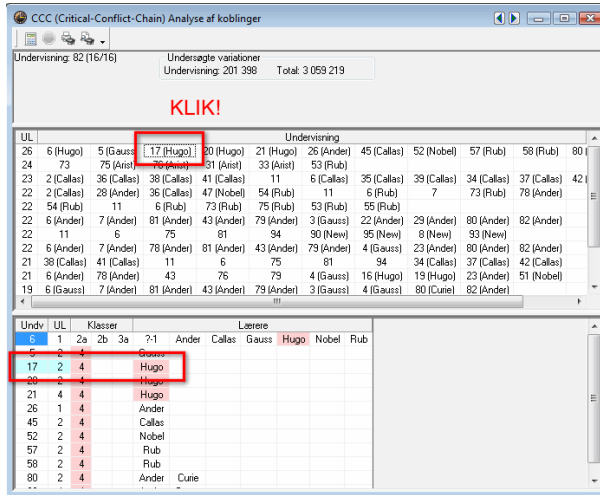 CCC (Critical-Conflict-Chain) Analyse af koblinger
Undervisning: 82 (16/16)
Undersøgte variationer
Undervisning: 201 398 Total: 3 059 219
KLIK!
UL Undervisning
26 6 (Hugo) 5 (Gauss) 17 (Hugo) 20 (Hugo) 21 (Hugo) 26 (Ander) 45 (Callas) 52 (Nobel) 57 (Rub) 58 (Rub) 80
24 73 75 (Arist) 76 (Arist) 31 (Arist) 33 (Arist) 53 (Rub)
23 2 (Callas) 36 (Callas) 38 (Callas) 41 (Callas) 11 6 (Callas) 35 (Callas) 39 (Callas) 34 (Callas) 37 (Callas) 42
22 2 (Callas) 28 (Ander) 36 (Callas) 47 (Nobel) 54 (Rub) 11 6 (Rub) 7 73 (Rub) 78 (Ander)
22 54 (Rub) 11 6 (Rub) 73 (Rub) 75 (Rub) 53 (Rub) 55 (Rub)
22 6 (Ander) 7 (Ander) 81 (Ander) 43 (Ander) 79 (Ander) 3 (Gauss) 22 (Ander) 29 (Ander) 80 (Ander) 82 (Ander)
22 11 6 75 81 94 90 (New) 95 (New) 8 (New) 93 (New)
22 6 (Ander) 7 (Ander) 78 (Ander) 81 (Ander) 43 (Ander) 79 (Ander) 4 (Gauss) 23 (Ander) 80 (Ander) 82 (Ander)
21 38 (Callas) 41 (Callas) 11 6 75 81 94 34 (Callas) 37 (Callas) 42 (Callas)
21 6 (Ander) 78 (Ander) 43 76 79 4 (Gauss) 16 (Hugo) 19 (Hugo) 23 (Ander) 51 (Nobel)
19 6 (Gauss) 7 (Ander) 81 (Ander) 43 (Ander) 79 (Ander) 3 (Gauss) 4 (Gauss) 80 (Curie) 82 (Ander)
Undv UL Klasser Lærere
6 1 2a 2b 3a ?-1 Ander Callas Gauss Hugo Nobel Rub
5 2 4 Gauss
17 2 4 Hugo
20 2 4 Hugo
21 4 4 Hugo
26 1 4 Ander
45 2 4 Callas
52 2 4 Nobel
57 2 4 Rub
58 2 4 Rub
80 2 4 Ander Curie